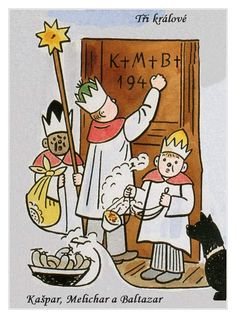 Tři králové
K+M+B+
194
Kašpar, Melichar a Baltazar